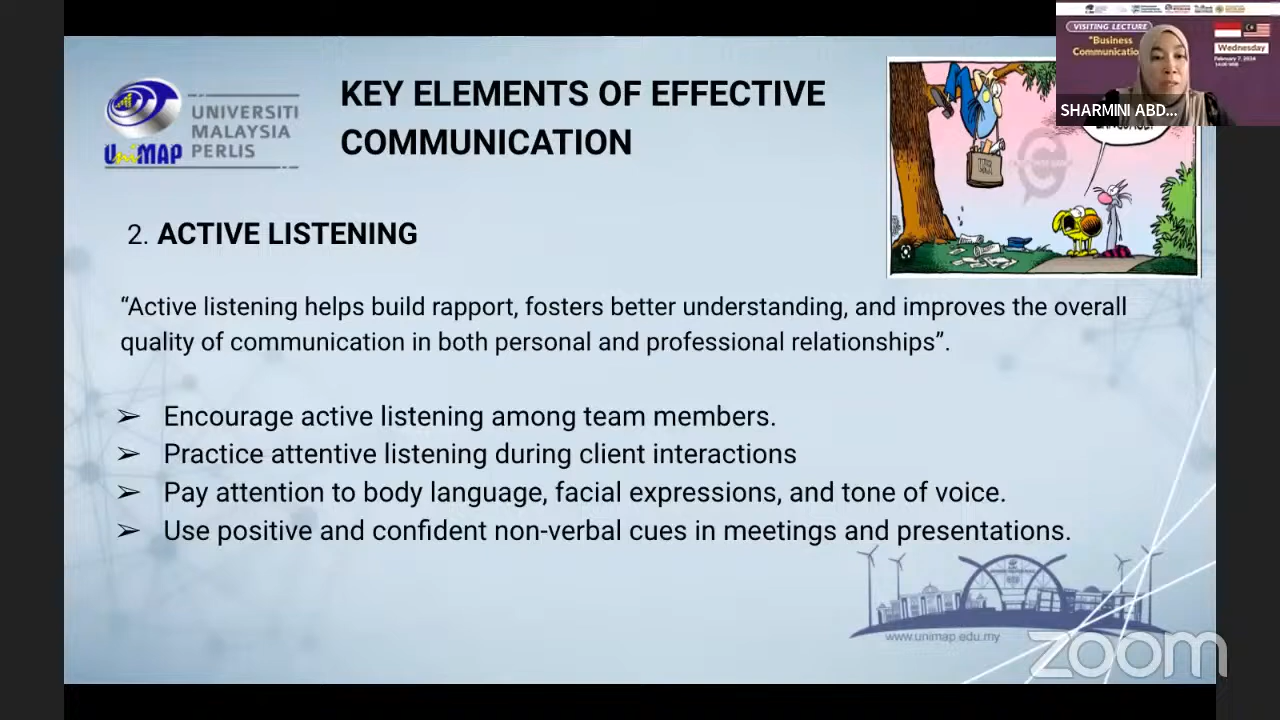 UNIVERSITI
MALAYSIA
PERLIS
UniMAP
KEY ELEMENTS OF EFFECTIVE
COMMUNICATION
VISITING LECTURE
"Business
Wednesday
February 7, 2024
SHARMINI ABD...
2. ACTIVE LISTENING
“Active listening helps build rapport, fosters better understanding, and improves the overall
quality of communication in both personal and professional relationships”.
➢ Encourage active listening among team members.
➢ Practice attentive listening during client interactions
➢ Pay attention to body language, facial expressions, and tone of voice.
➢ Use positive and confident non-verbal cues in meetings and presentations.
www.unimap.edu.my
zoom